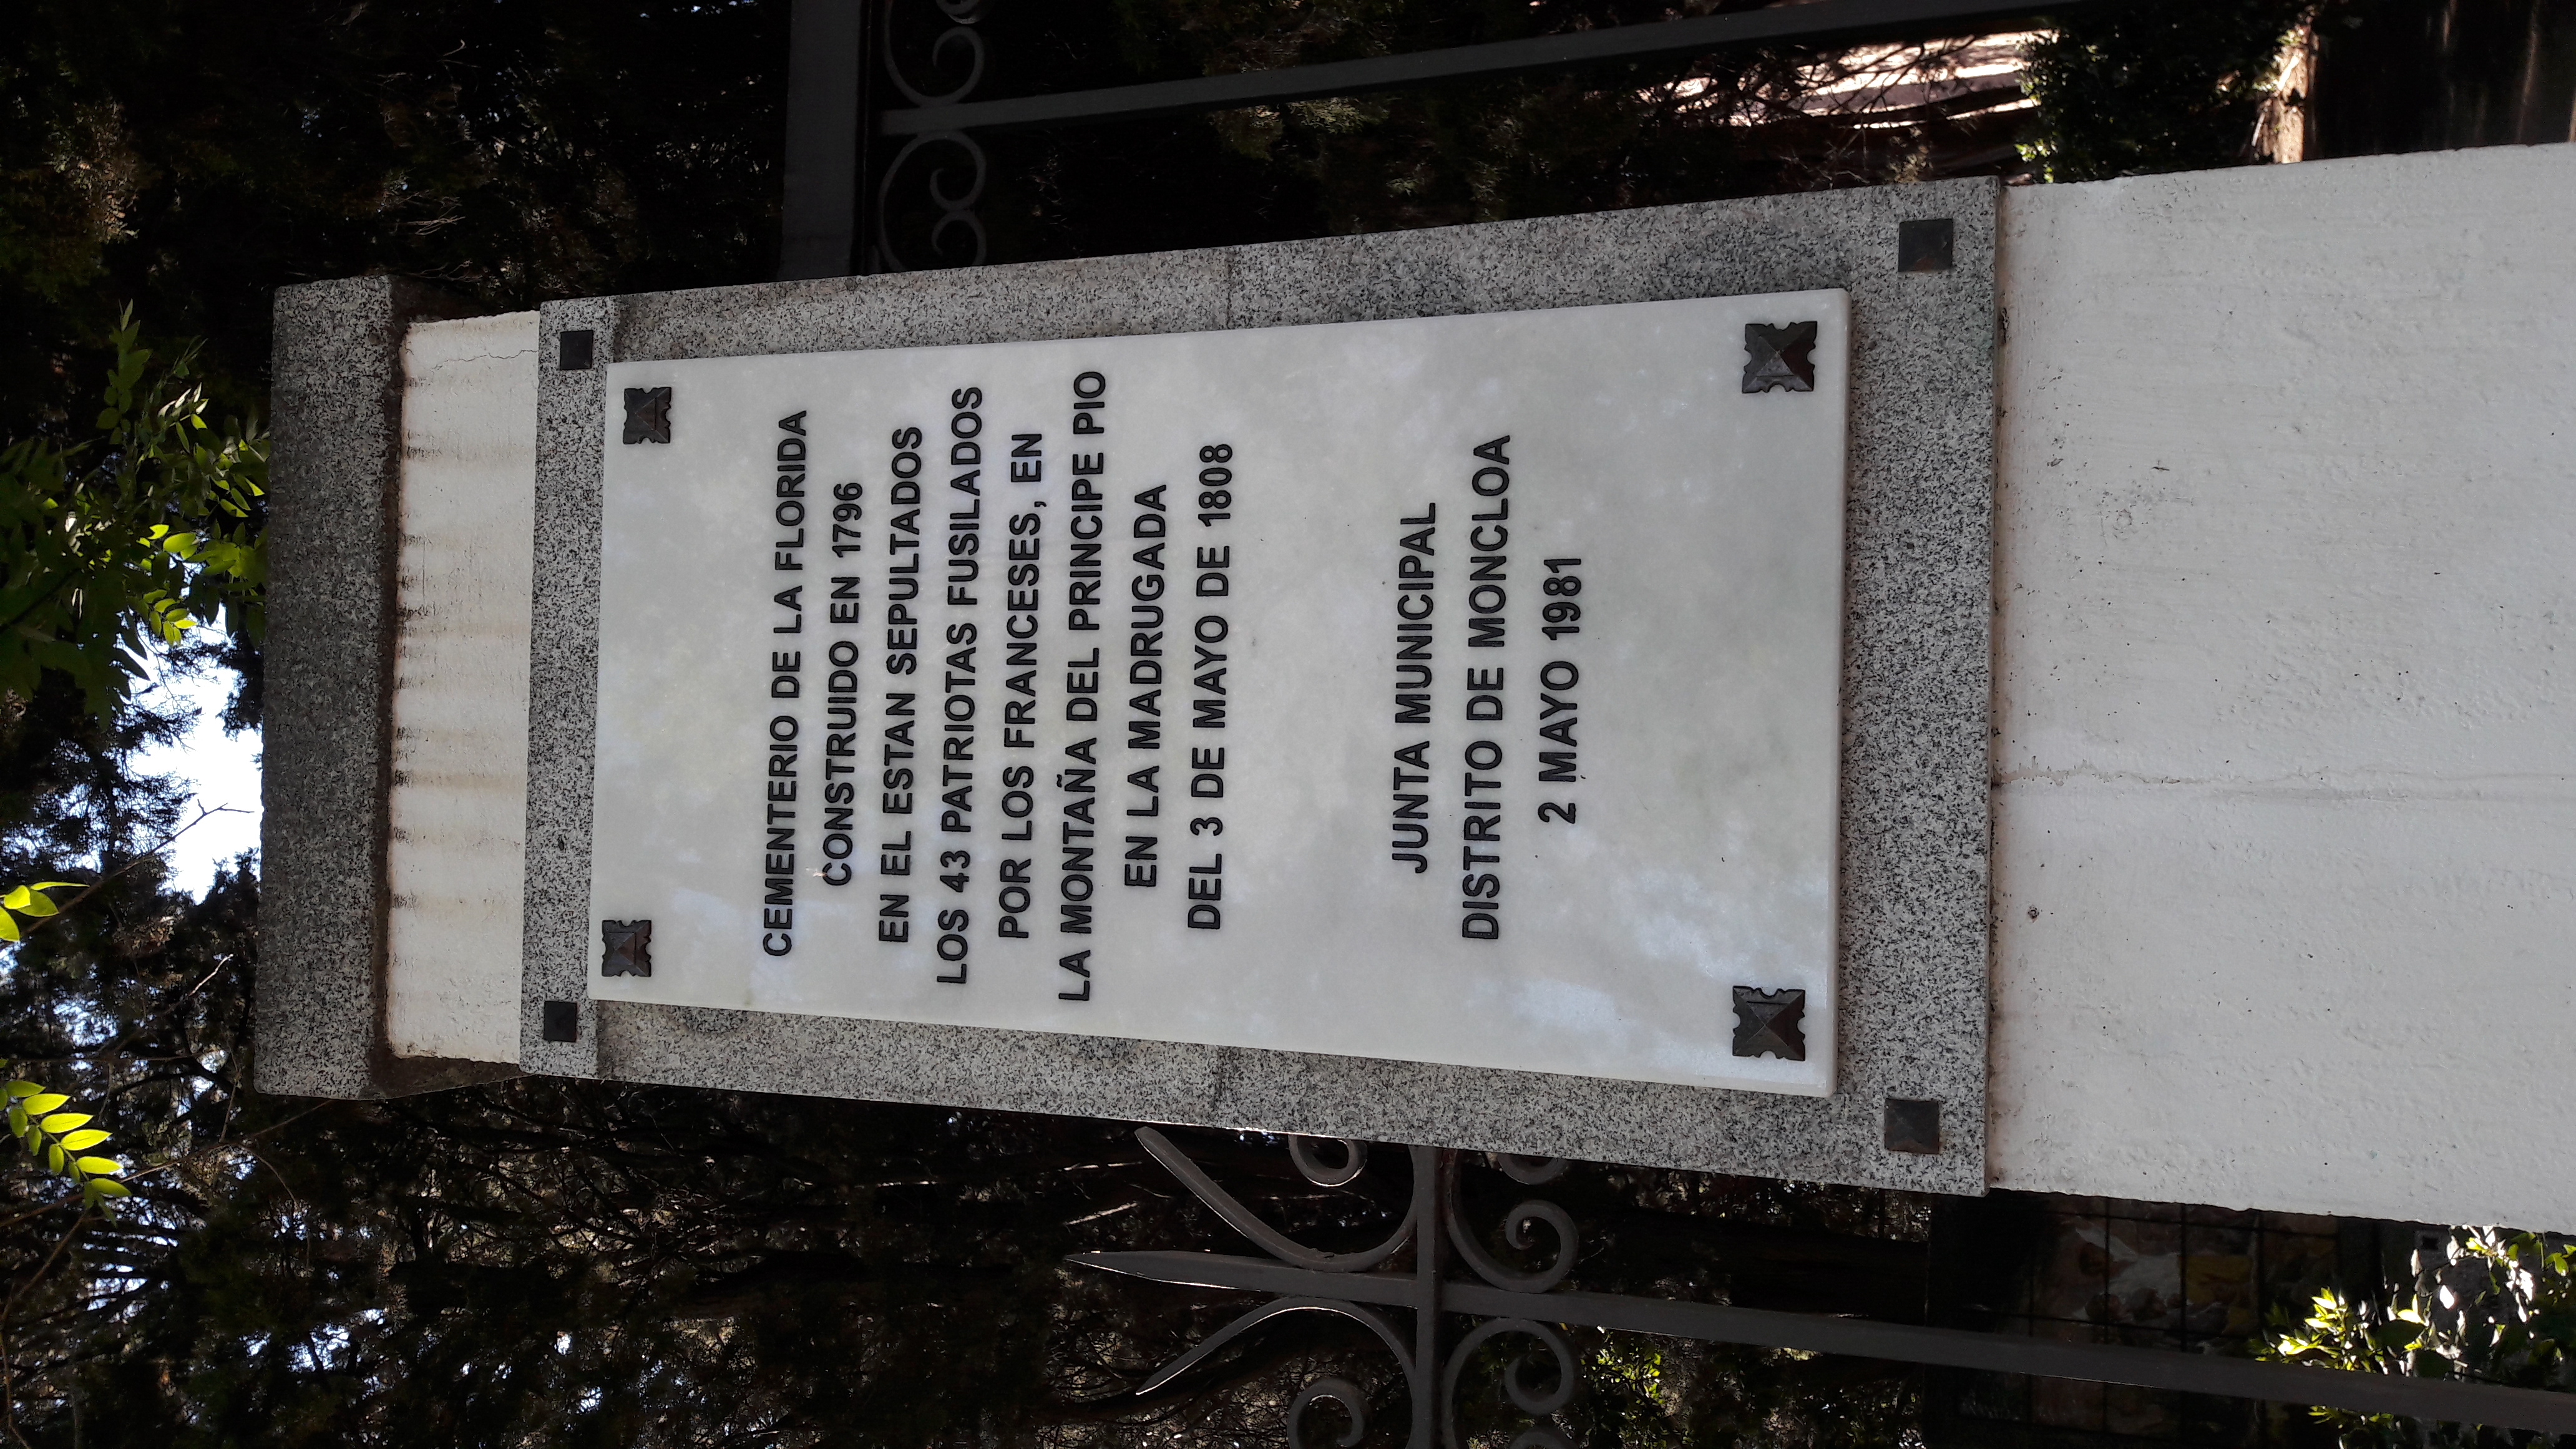 CEMENTERIO DE LA FLORIDA
CONSTRUIDO EN 1796
EN EL ESTAN SEPULTADOS
LOS 43 PATRIOTAS FUSILADOS
POR LOS FRANCESES, EN
LA MONTAÑA DEL PRINCIPE PIO
EN LA MADRUGADA
DEL 3 DE MAYO DE 1808
JUNTA MUNICIPAL
DISTRITO DE MONCLOA
2 MAYO 1981